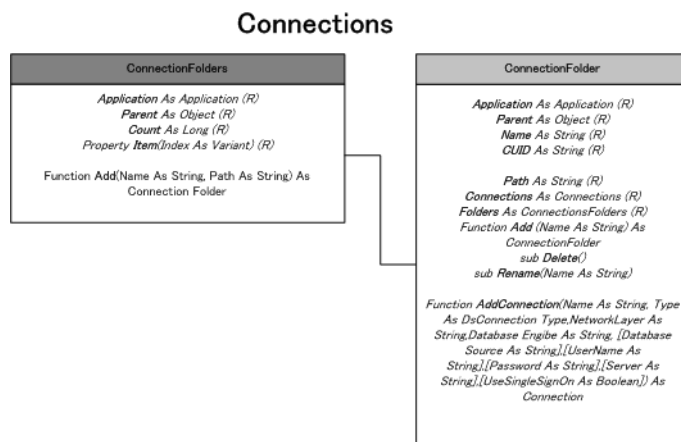 Connections
ConnectionFolders
Application As Application (R)
Parent As Object (R)
Count As Long (R)
Property Item(Index As Variant) (R)
Function Add(Name As String, Path As String) As
Connection Folder
ConnectionFolder
Application As Application (R)
Parent As Object (R)
Name As String (R)
CUID As String (R)
Path As String (R)
Connections As Connections (R)
Folders As ConnectionsFolders (R)
Function Add (Name As String) As
ConnectionFolder
sub Delete()
sub Rename(Name As String)
Function AddConnection(Name As String, Type
As DsConnection Type,NetworkLayer As
String,Database Engibe As String, [Database
Source As String],[UserName As
String],[Password As String],[Server As
String],[UseSingleSignOn As Boolean]) As
Connection